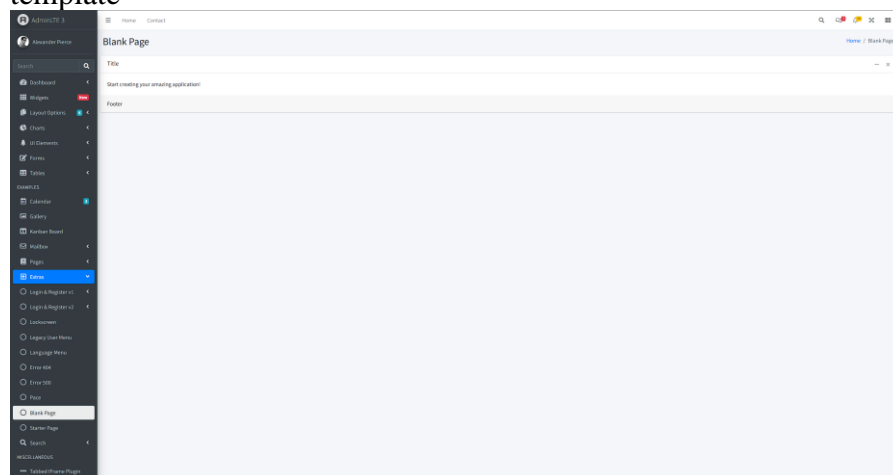 template
AdminLTE 3
Home Contact
Alexander Pierce
Blank Page
Home / Blank Page
Search
Title
Dashboard
Start creating your amazing application!
Widgets New
Footer
Layout Options
Charts
UI Elements
Forms
Tables
EXAMPLES
Calendar
Gallery
Kanban Board
Mailbox
Pages
Extras
Login & Register v1
Login & Register v2
Lockscreen
Legacy User Menu
Language Menu
Error 404
Error 500
Pace
Blank Page
Starter Page
Search
MISCELLANEOUS
Tabbed IFrame Plugin